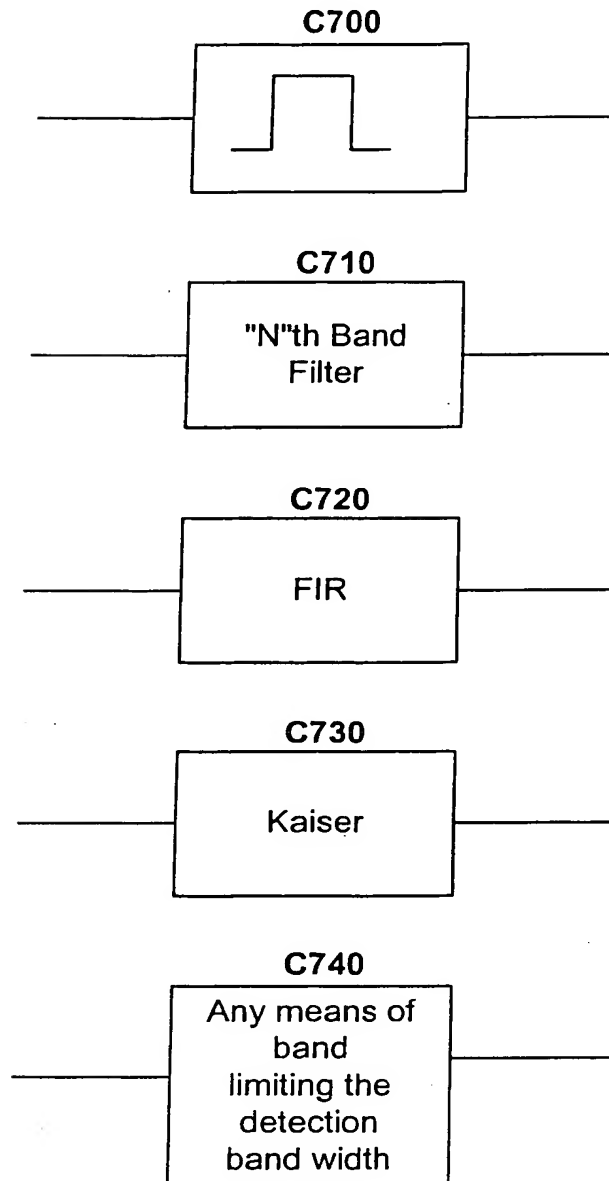 C700
C710
"N"th Band
Filter
C720
FIR
C730
Kaiser
C740
Any means of
band
limiting the
detection
band width